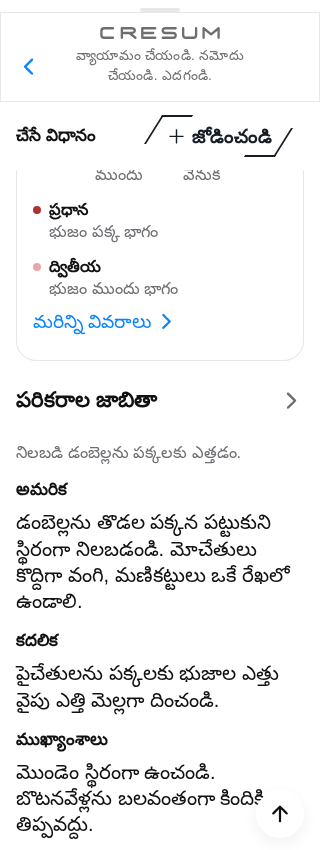 CRESUM
వ్యాయామం చేయండి. నమోదు
చేయండి. ఎదగండి.
చేసే విధానం
+ జోడించండి
ముందు వెనుక
ప్రధాన
భుజం పక్క భాగం
ద్వితీయ
భుజం ముందు భాగం
మరిన్ని వివరాలు
పరికరాల జాబితా
నిలబడి డంబెల్లను పక్కలకు ఎత్తడం.
అమరిక
డంబెల్లను తొడల పక్కన పట్టుకుని
స్థిరంగా నిలబడండి. మోచేతులు
కొద్దిగా వంగి, మణికట్టులు ఒకే రేఖలో
ఉండాలి.
కదలిక
పైచేతులను పక్కలకు భుజాల ఎత్తు
వైపు ఎత్తి మెల్లగా దించండి.
ముఖ్యాంశాలు
మొండెం స్థిరంగా ఉంచండి.
బొటనవేళ్లను బలవంతంగా కిందికి
తిప్పవద్దు.